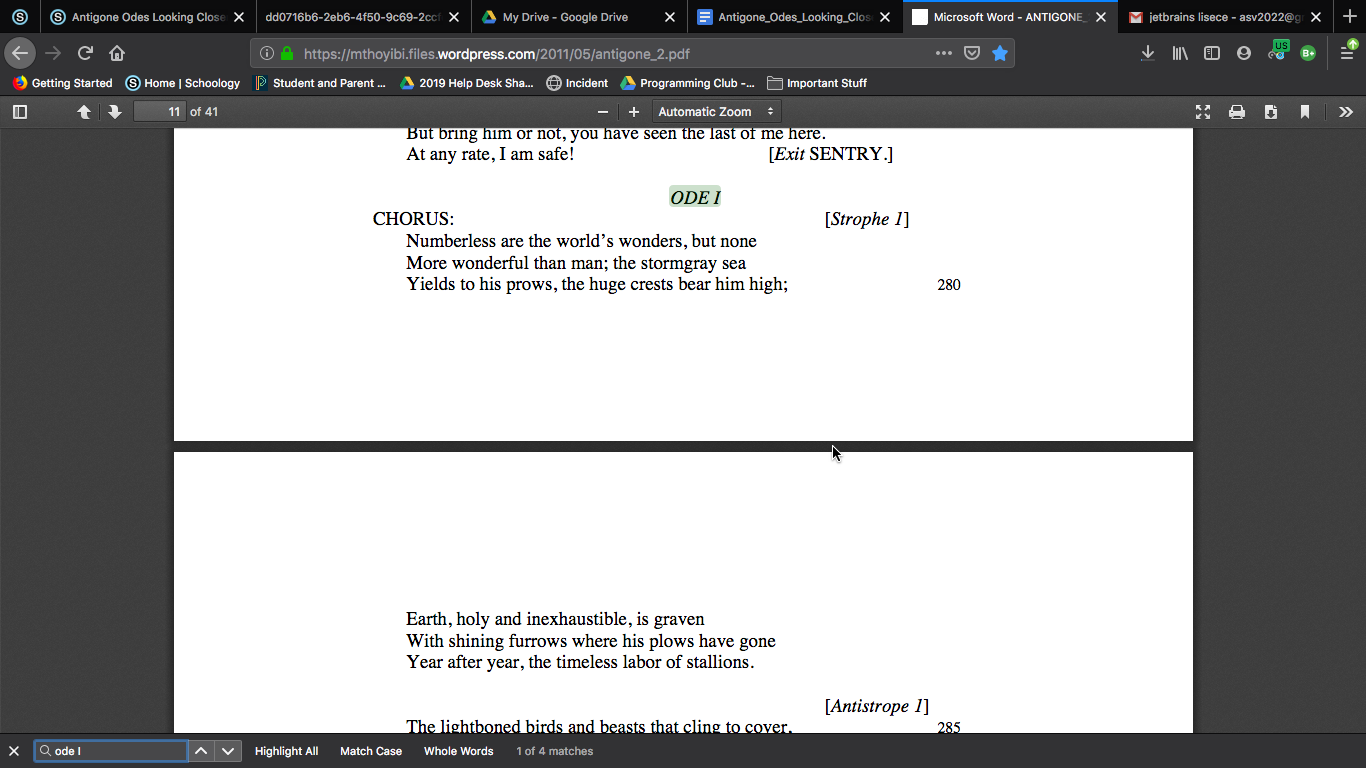 Antigone Odes Looking Close
dd0716b6-2eb6-4f50-9c69-2ccf
My Drive - Google Drive
Antigone_Odes_Looking_Clos
Microsoft Word - ANTIGONE_
jetbrains lisece - asv2022@g
https://mthoyibi.files.wordpress.com/2011/05/antigone_2.pdf
US
B+
Getting Started
Home | Schoology
Student and Parent ...
2019 Help Desk Sha...
Incident
Programming Club -...
Important Stuff
11 of 41
Automatic Zoom
But bring him or not, you have seen the last of me here.
At any rate, I am safe! [Exit SENTRY.]
ODE I
CHORUS: [Strophe 1]
Numberless are the world’s wonders, but none
More wonderful than man; the stormgray sea
Yields to his prows, the huge crests bear him high; 280
Earth, holy and inexhaustible, is graven
With shining furrows where his plows have gone
Year after year, the timeless labor of stallions.
[Antistrope 1]
The lightboned birds and beasts that cling to cover, 285
ode I
Highlight All
Match Case
Whole Words
1 of 4 matches